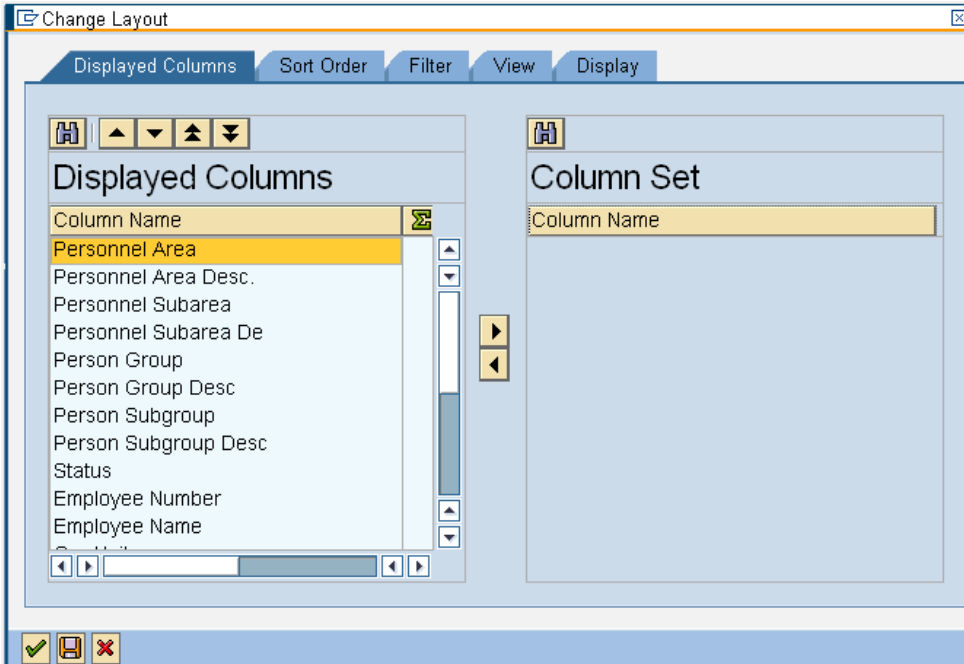 Change Layout
Displayed Columns Sort Order Filter View Display
Displayed Columns
Column Name
Personnel Area
Personnel Area Desc.
Personnel Subarea
Personnel Subarea De
Person Group
Person Group Desc
Person Subgroup
Person Subgroup Desc
Status
Employee Number
Employee Name
Column Set
Column Name